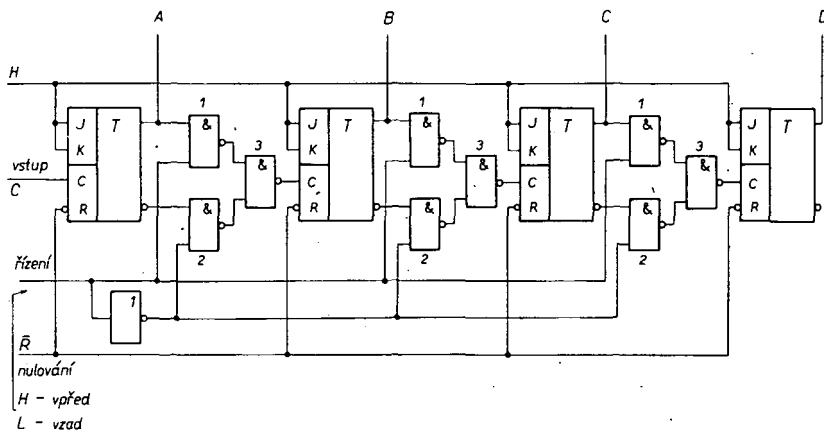 A B C D
H
1 1 1
J T & 3 J T & 3 J T & 3 J T
K & K & K & K
vstup
C C C C C
R & R & R & R
2 2 2
řízení
1
R̄
nulování
H – vpřed
L – vzad